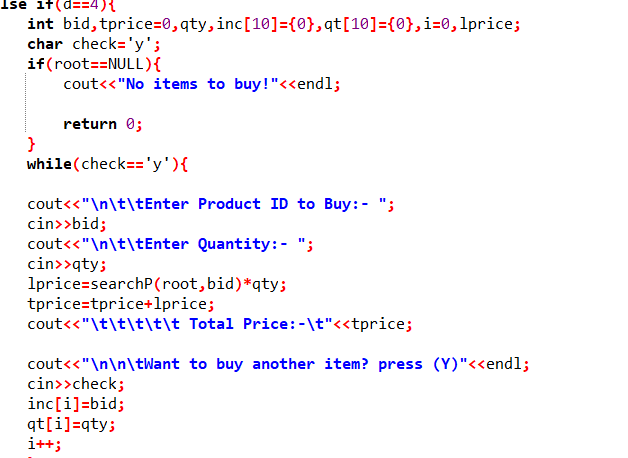 lse if(d==4){
int bid,tprice=0,qty,inc[10]={0},qt[10]={0},i=0,lprice;
char check='y';
if(root==NULL){
cout<<"No items to buy!"<<endl;
return 0;
}
while(check=='y'){
cout<<"\n\t\tEnter Product ID to Buy:- ";
cin>>bid;
cout<<"\n\t\tEnter Quantity:- ";
cin>>qty;
lprice=searchP(root,bid)*qty;
tprice=tprice+lprice;
cout<<"\t\t\t\t\t Total Price:-\t"<<tprice;
cout<<"\n\n\tWant to buy another item? press (Y)"<<endl;
cin>>check;
inc[i]=bid;
qt[i]=qty;
i++;